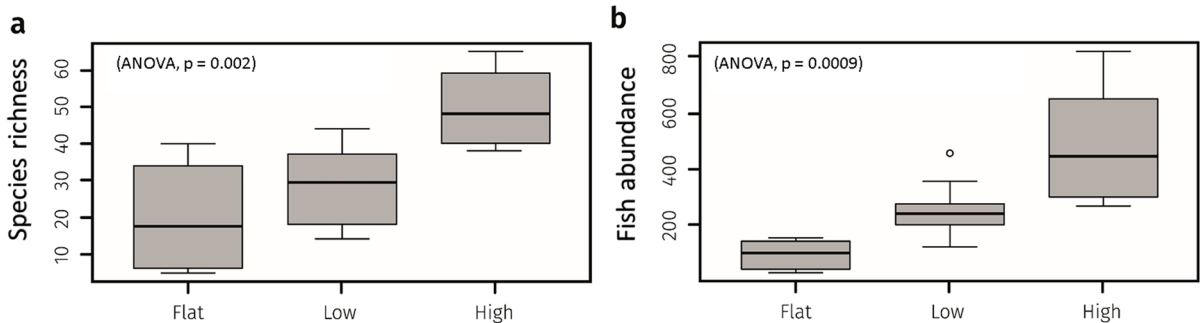 a
(ANOVA, p = 0.002)
Species richness
60
50
40
30
20
10
Flat Low High
b
(ANOVA, p = 0.0009)
Fish abundance
800
600
400
200
Flat Low High